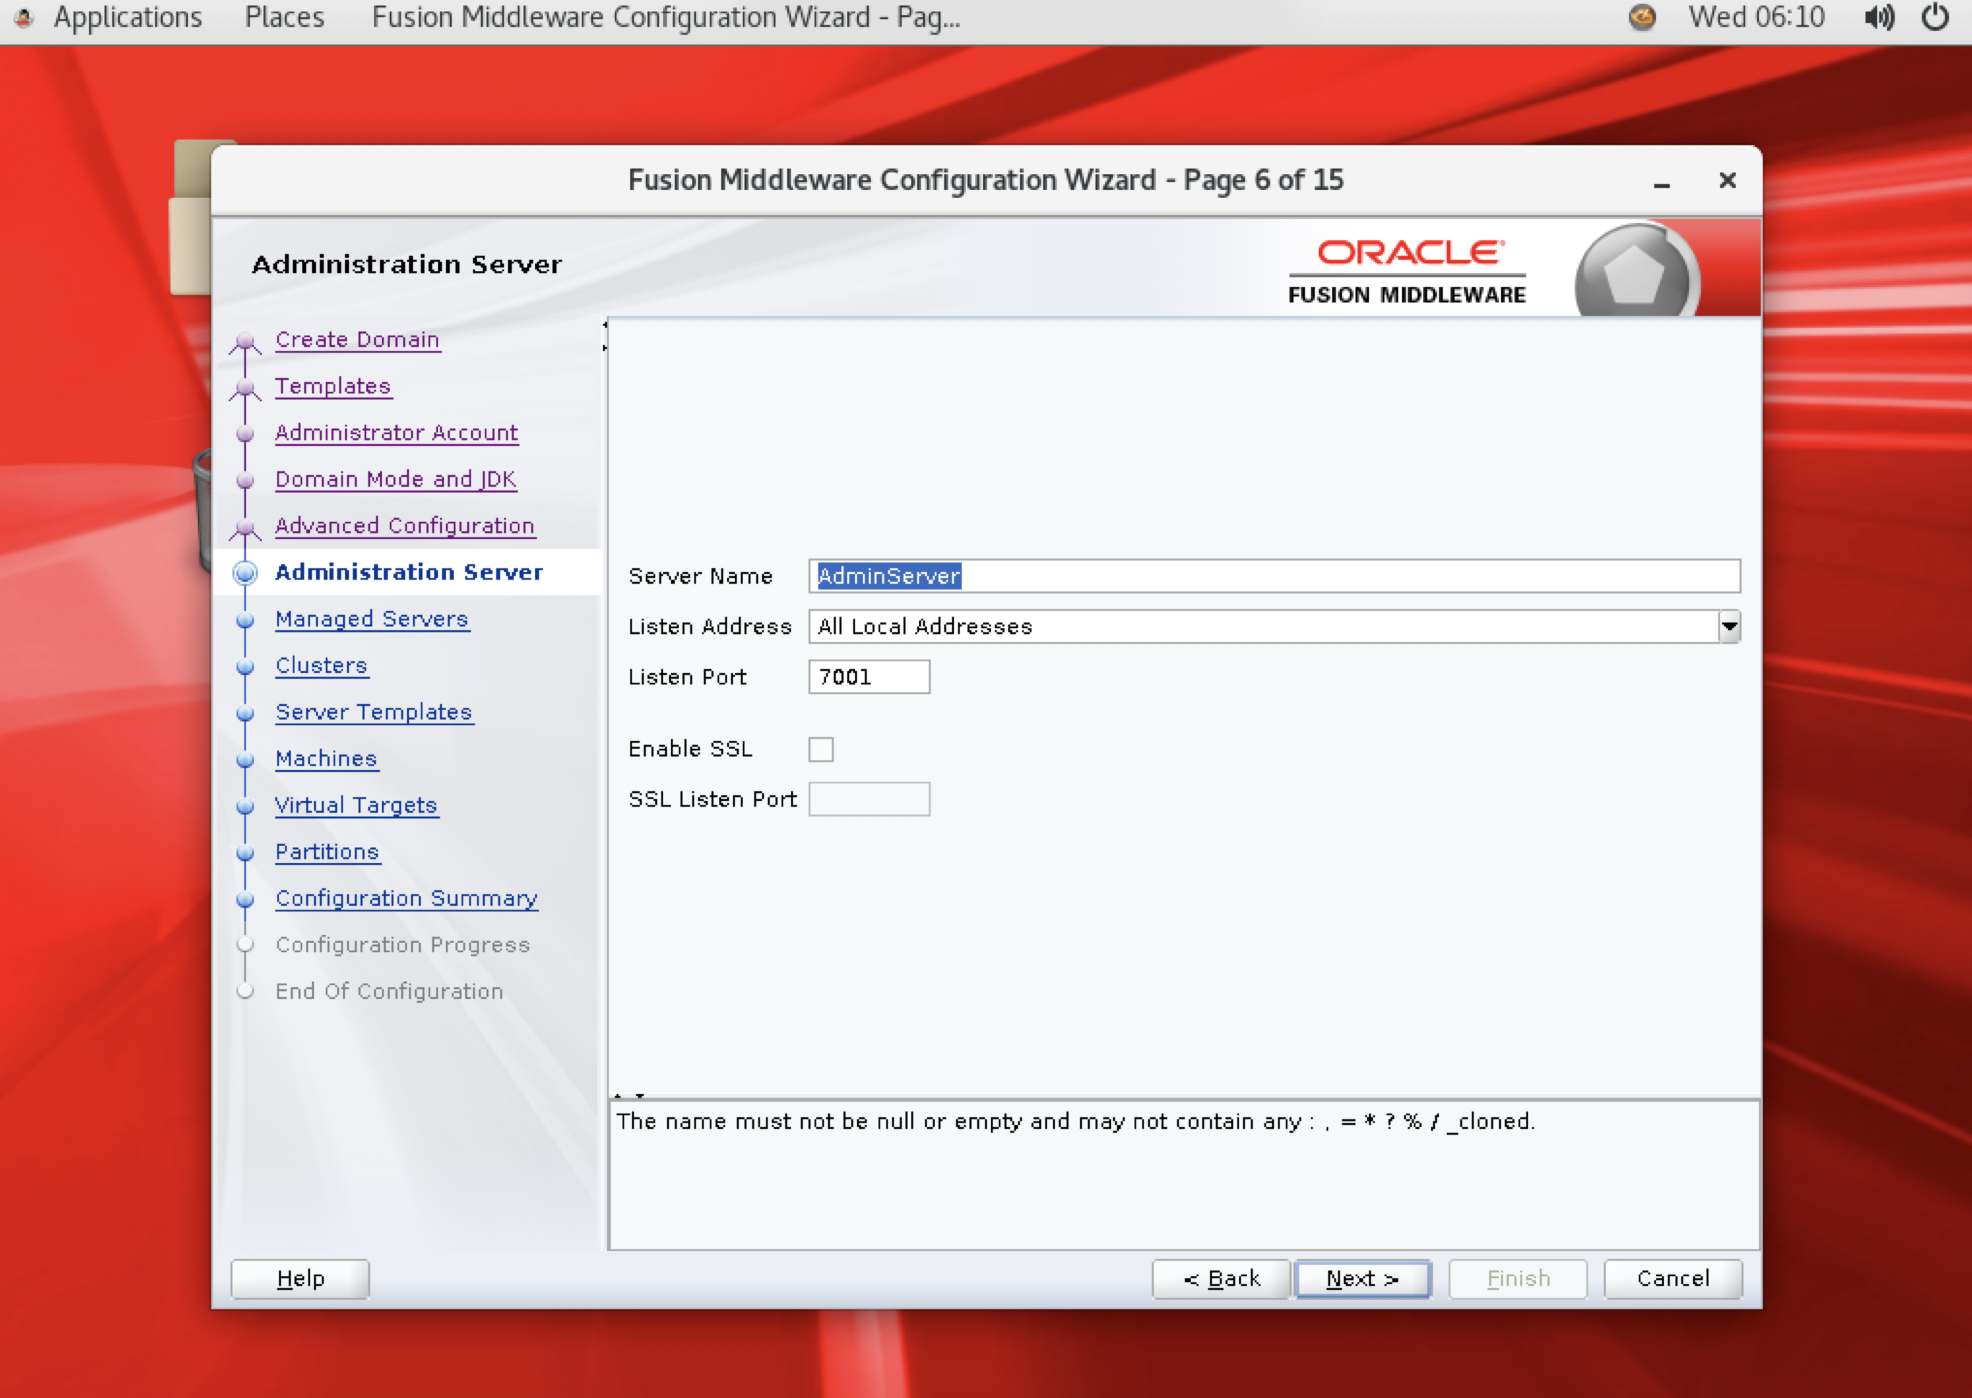 Applications Places Fusion Middleware Configuration Wizard - Pag... Wed 06:10
Fusion Middleware Configuration Wizard - Page 6 of 15
Administration Server
ORACLE
FUSION MIDDLEWARE
Create Domain
Templates
Administrator Account
Domain Mode and JDK
Advanced Configuration
Administration Server
Managed Servers
Clusters
Server Templates
Machines
Virtual Targets
Partitions
Configuration Summary
Configuration Progress
End Of Configuration
Server Name AdminServer
Listen Address All Local Addresses
Listen Port 7001
Enable SSL
SSL Listen Port
The name must not be null or empty and may not contain any : , = * ? % / _cloned.
Help < Back Next > Finish Cancel